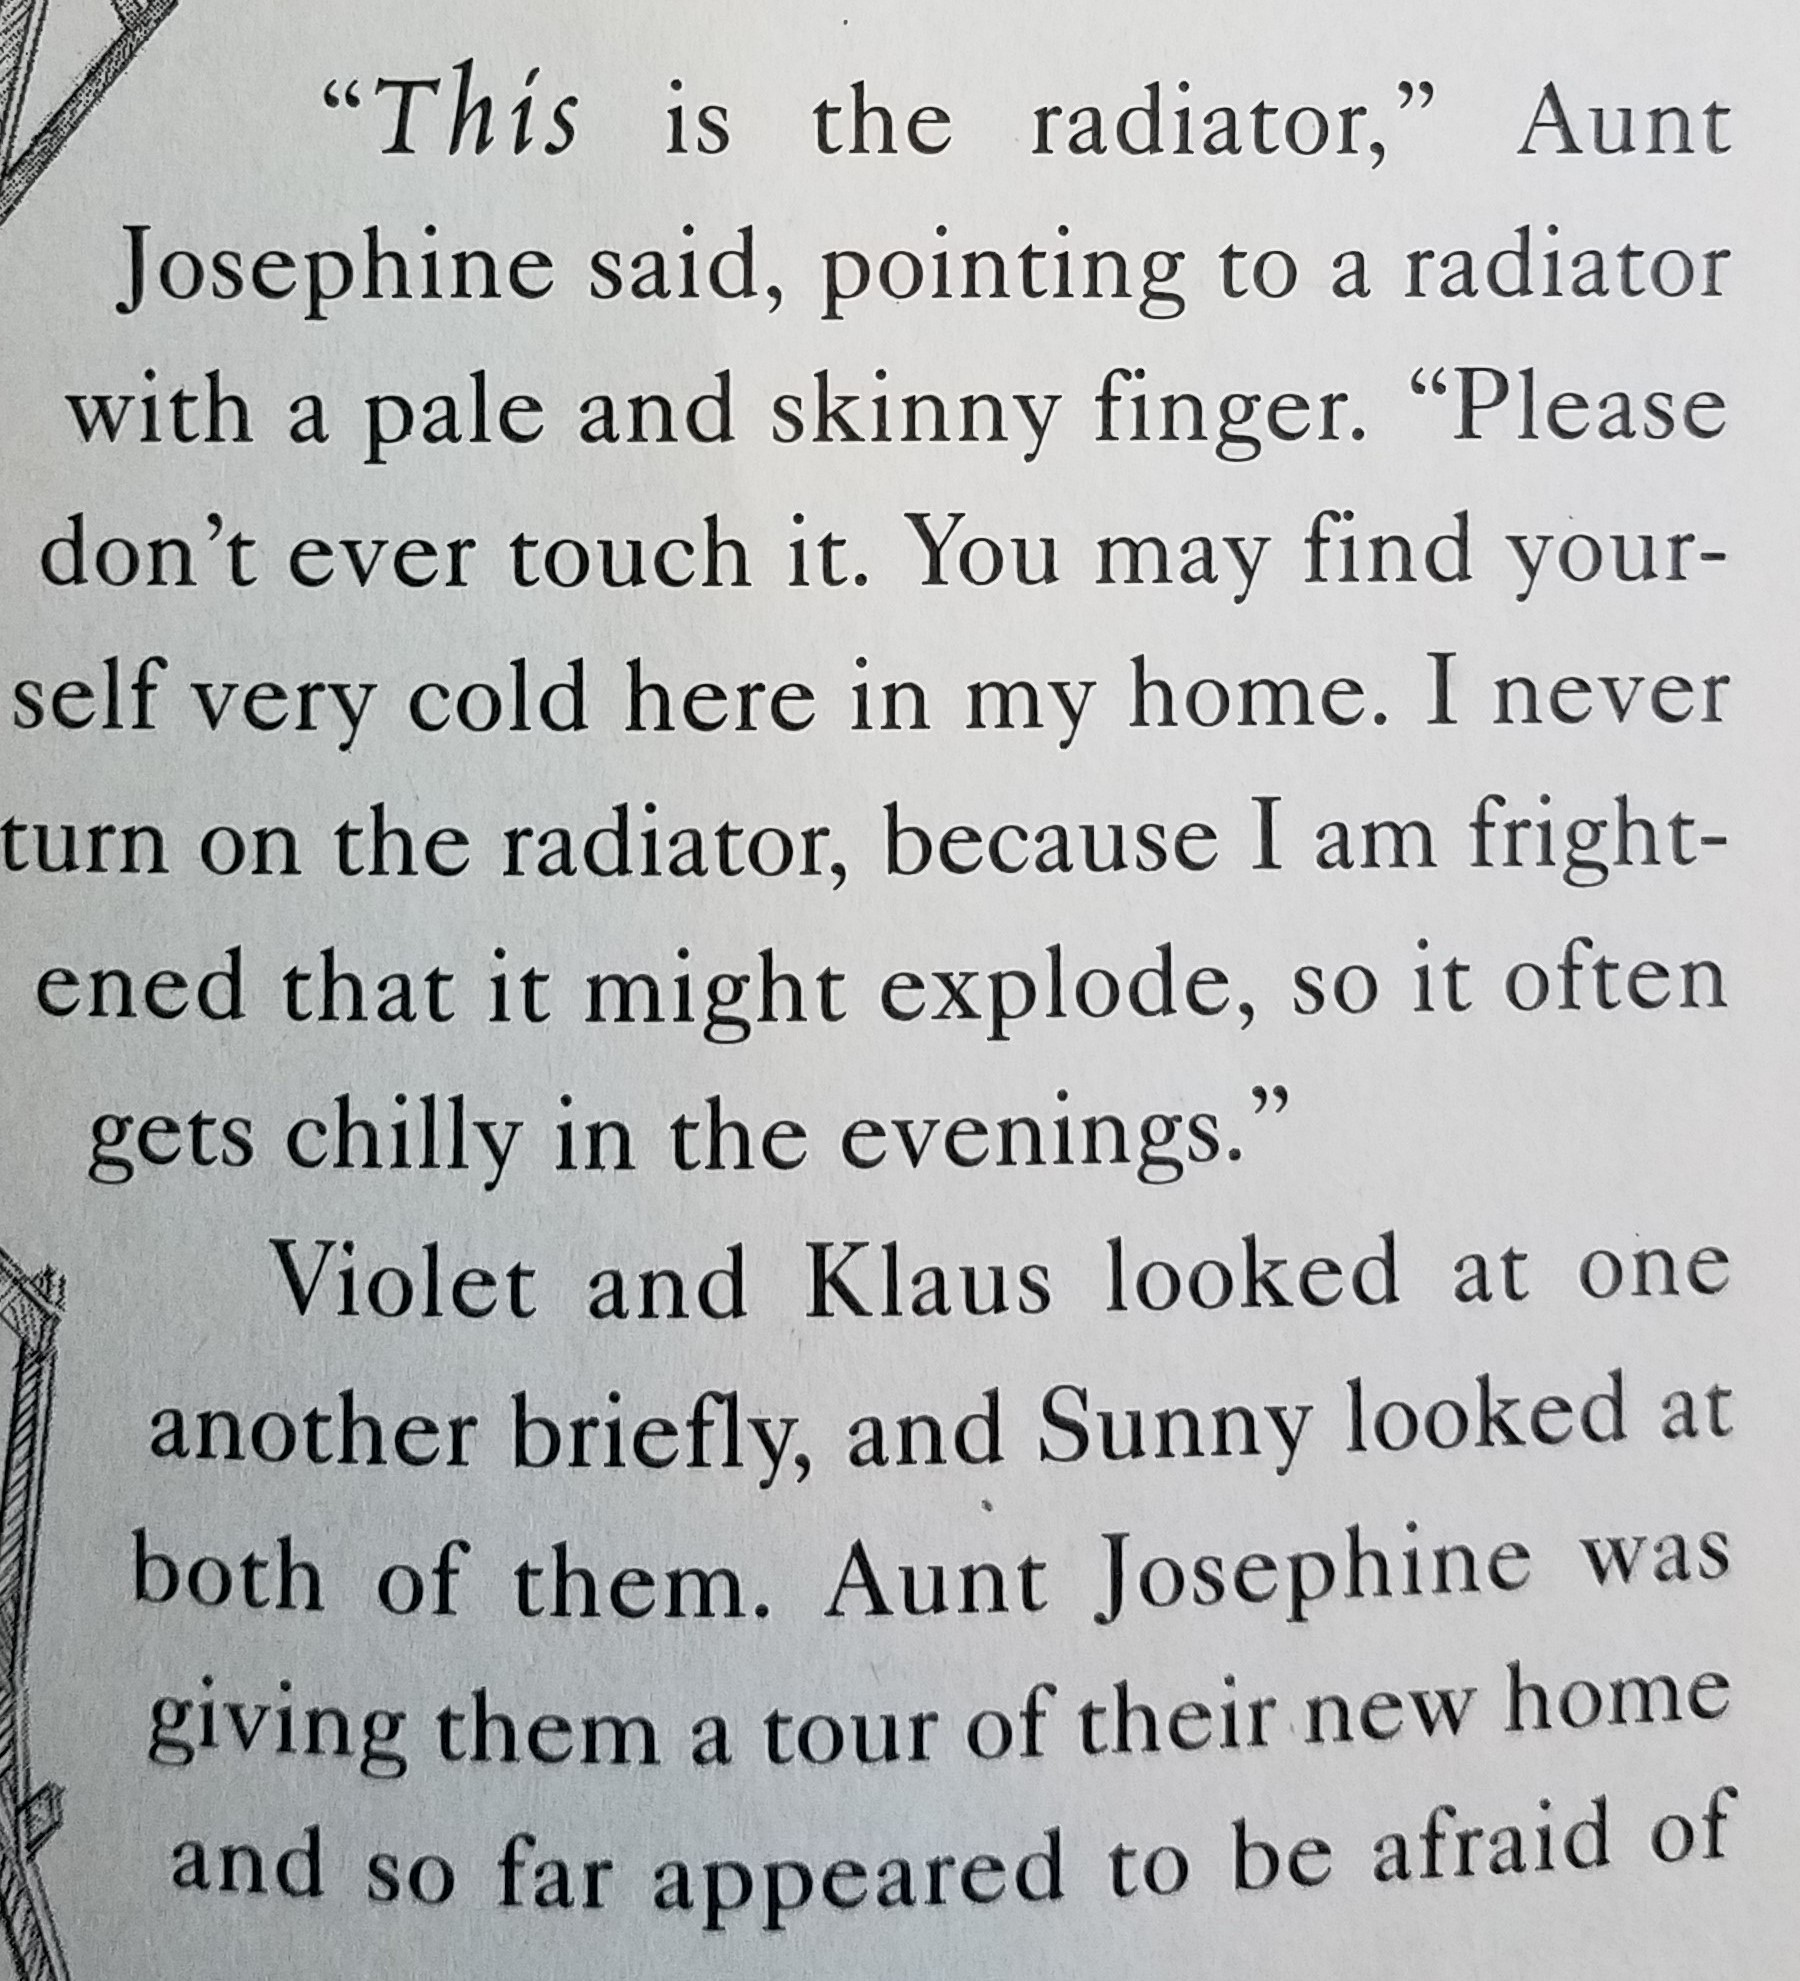 “This is the radiator,” Aunt
Josephine said, pointing to a radiator
with a pale and skinny finger. “Please
don’t ever touch it. You may find your-
self very cold here in my home. I never
turn on the radiator, because I am fright-
ened that it might explode, so it often
gets chilly in the evenings.”
Violet and Klaus looked at one
another briefly, and Sunny looked at
both of them. Aunt Josephine was
giving them a tour of their new home
and so far appeared to be afraid of